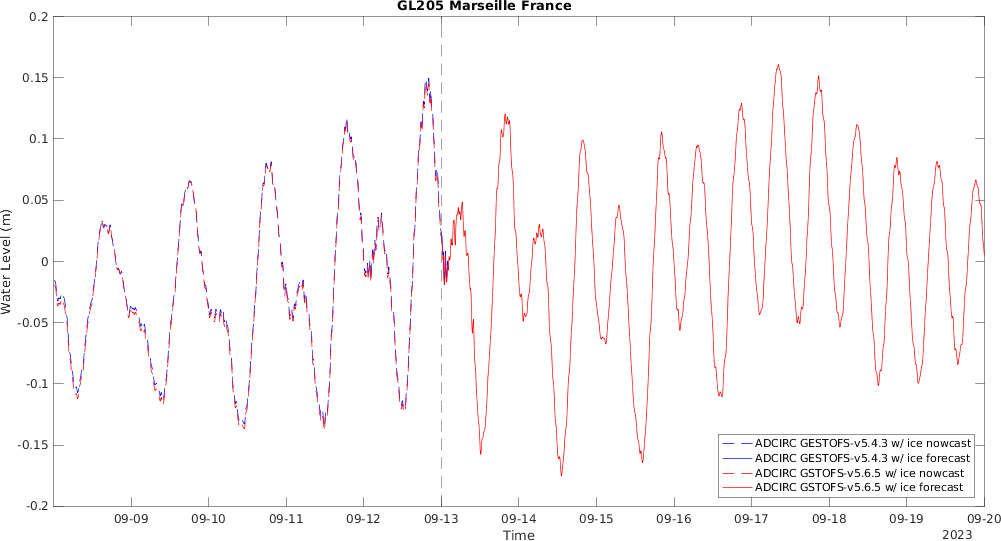 GL205 Marseille France
0.2
0.15
0.1
0.05
0
-0.05
-0.1
-0.15
-0.2
Water Level (m)
ADCIRC GESTOFS-v5.4.3 w/ ice nowcast
ADCIRC GESTOFS-v5.4.3 w/ ice forecast
ADCIRC GSTOFS-v5.6.5 w/ ice nowcast
ADCIRC GSTOFS-v5.6.5 w/ ice forecast
09-09 09-10 09-11 09-12 09-13 09-14 09-15 09-16 09-17 09-18 09-19 09-20
Time
2023